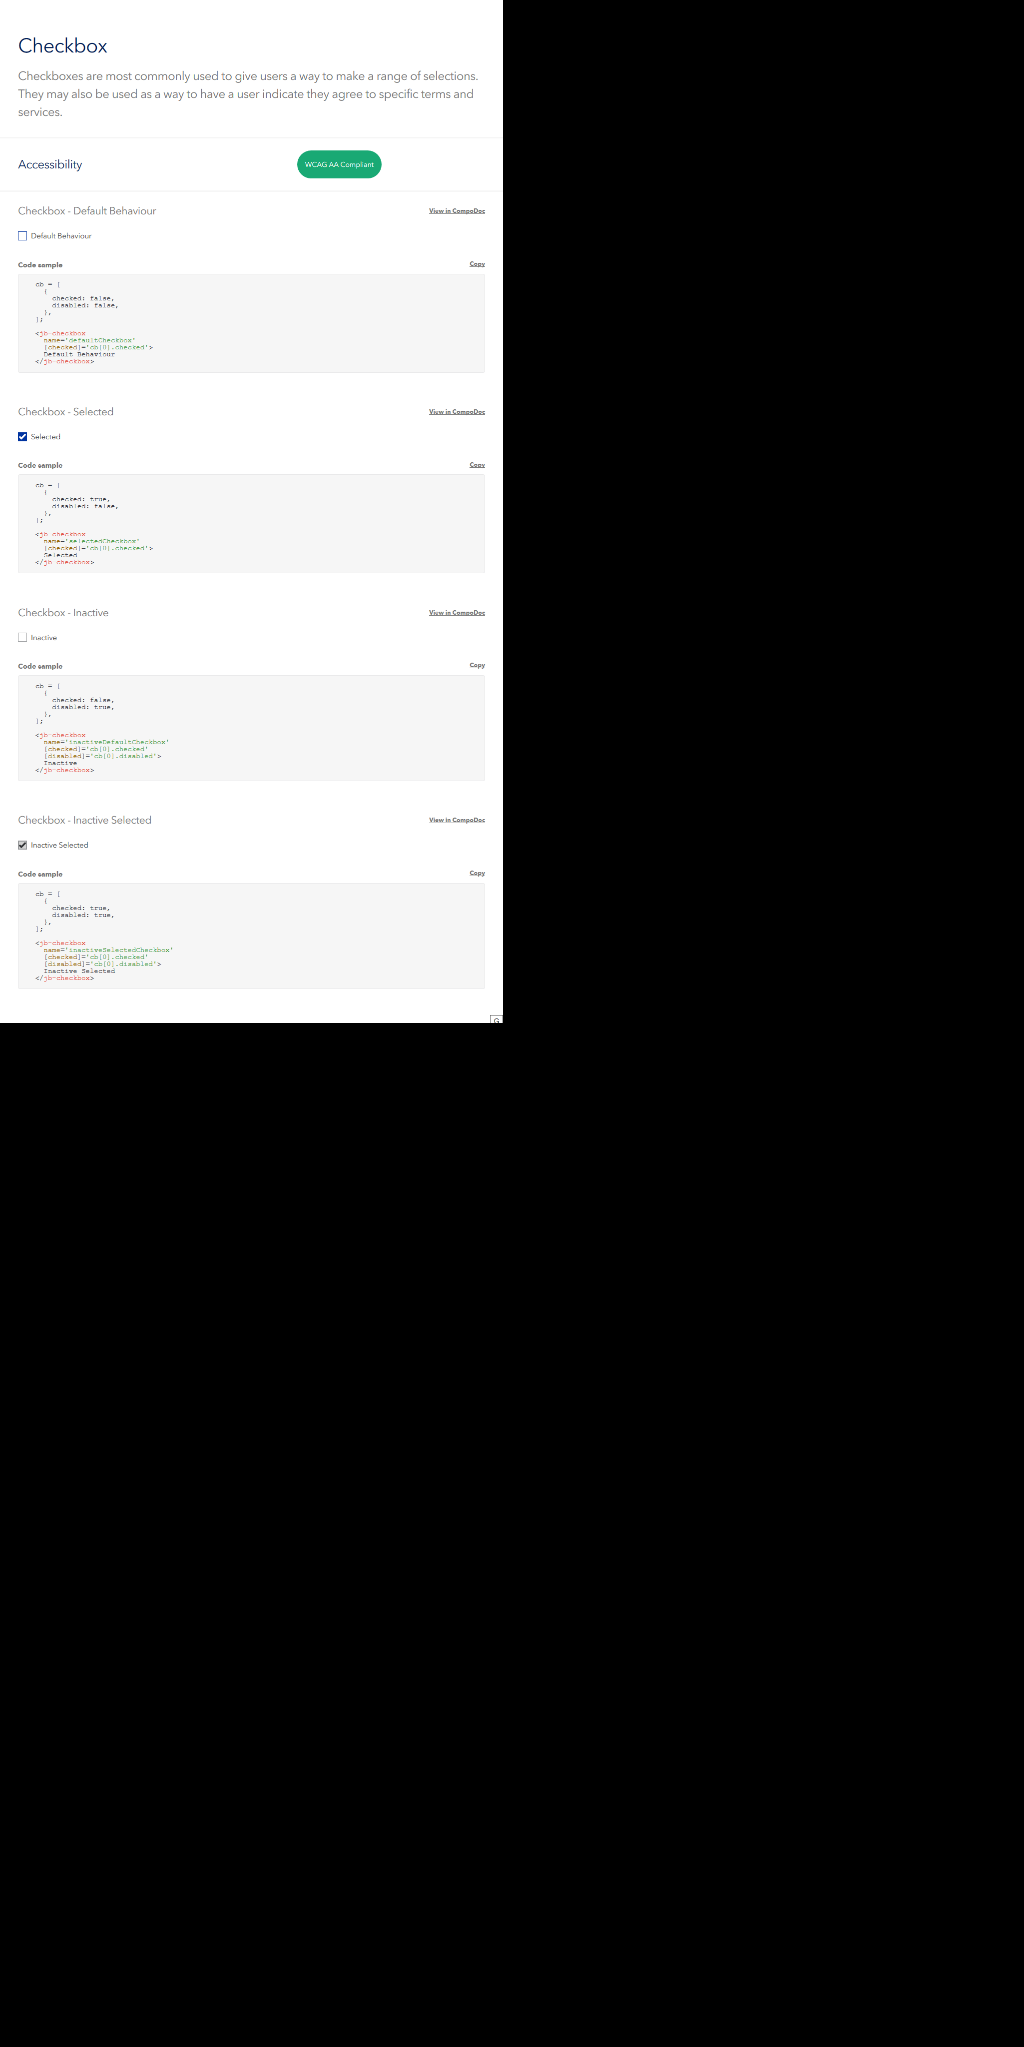 Checkbox
Checkboxes are most commonly used to give users a way to make a range of selections.
They may also be used as a way to have a user indicate they agree to specific terms and
services.
Accessibility
WCAG AA Compliant
Checkbox - Default Behaviour
View in CompoDoc
Default Behaviour
Code sample
Copy
cb = [
{
checked: false,
disabled: false,
},
];
<jb-checkbox
name='defaultCheckbox'
[checked]='cb[0].checked'>
Default Behaviour
</jb-checkbox>
Checkbox - Selected
View in CompoDoc
Selected
Code sample
Copy
cb = [
{
checked: true,
disabled: false,
},
];
<jb-checkbox
name='selectedCheckbox'
[checked]='cb[0].checked'>
Selected
</jb-checkbox>
Checkbox - Inactive
View in CompoDoc
Inactive
Code sample
Copy
cb = [
{
checked: false,
disabled: true,
},
];
<jb-checkbox
name='inactiveDefaultCheckbox'
[checked]='cb[0].checked'
[disabled]='cb[0].disabled'>
Inactive
</jb-checkbox>
Checkbox - Inactive Selected
View in CompoDoc
Inactive Selected
Code sample
Copy
cb = [
{
checked: true,
disabled: true,
},
];
<jb-checkbox
name='inactiveSelectedCheckbox'
[checked]='cb[0].checked'
[disabled]='cb[0].disabled'>
Inactive Selected
</jb-checkbox>